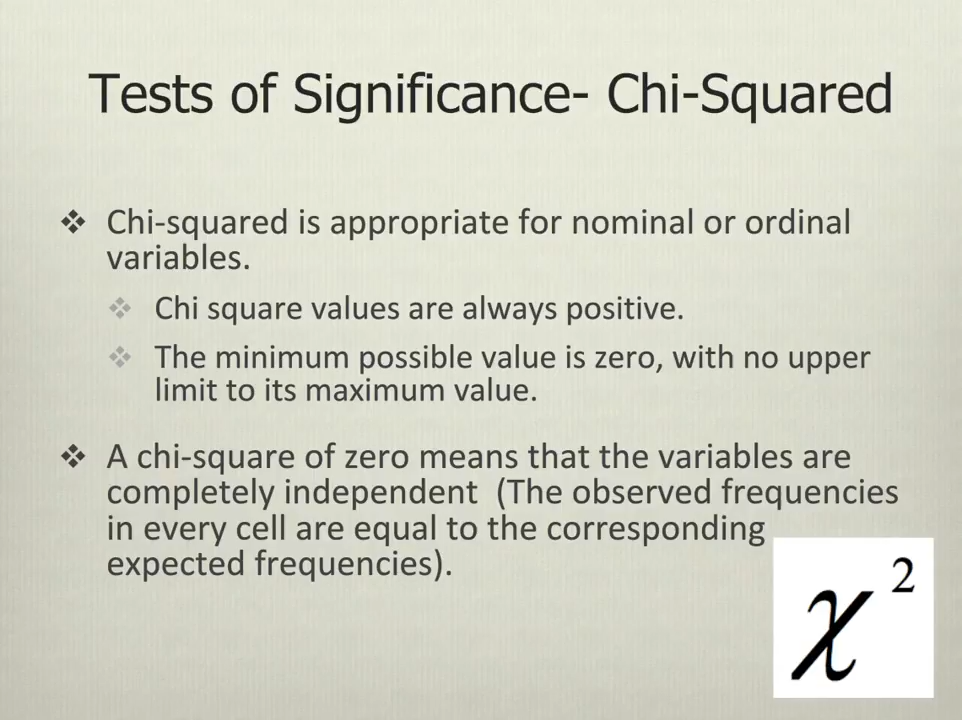 Tests of Significance- Chi-Squared
❖ Chi-squared is appropriate for nominal or ordinal
variables.
❖ Chi square values are always positive.
❖ The minimum possible value is zero, with no upper
limit to its maximum value.
❖ A chi-square of zero means that the variables are
completely independent (The observed frequencies
in every cell are equal to the corresponding
expected frequencies).
χ²